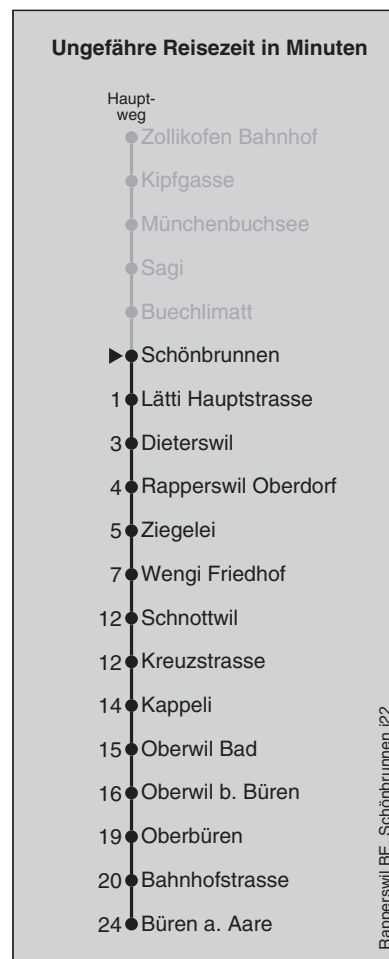 Ungefähre Reisezeit in Minuten
Haupt-
weg
Zollikofen Bahnhof
Kipfgasse
Münchenbuchsee
Sagi
Buechlimatt
Schönbrunnen
1 Lätti Hauptstrasse
3 Dieterswil
4 Rapperswil Oberdorf
5 Ziegelei
7 Wengi Friedhof
12 Schnottwil
12 Kreuzstrasse
14 Kappeli
15 Oberwil Bad
16 Oberwil b. Büren
19 Oberbüren
20 Bahnhofstrasse
24 Büren a. Aare
Rapperswil BE, Schönbrunnen j22